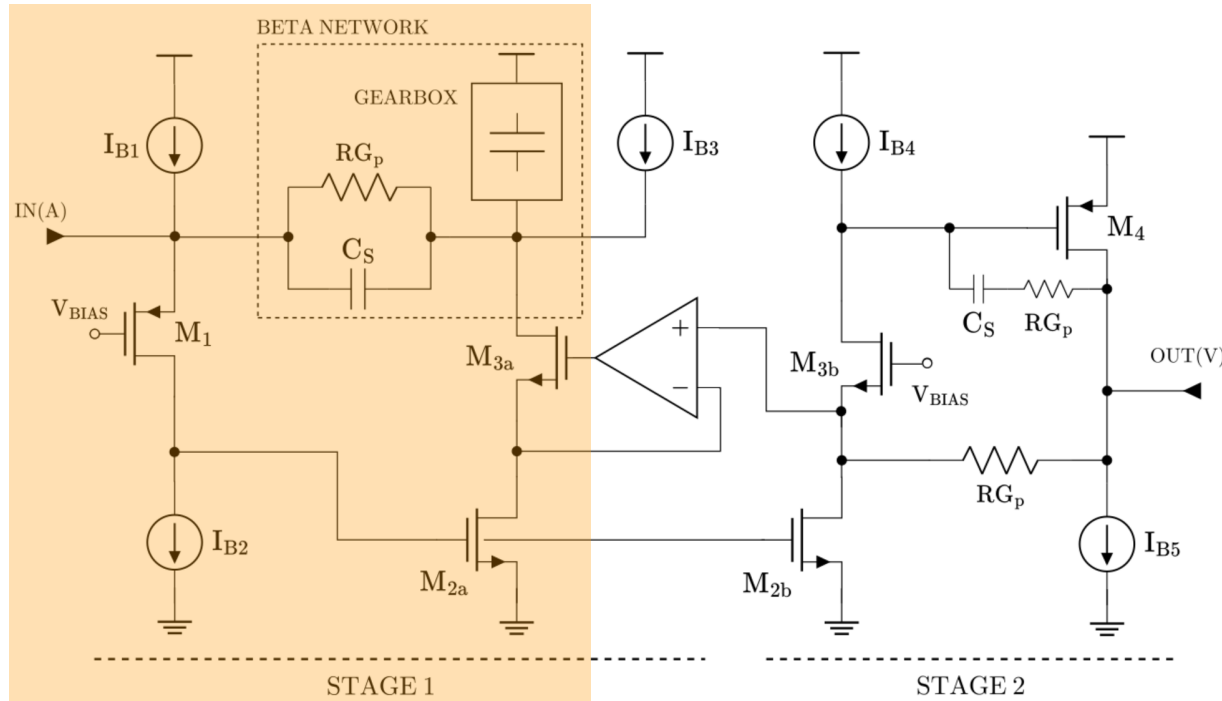 BETA NETWORK
GEARBOX
I_B1
RG_p
I_B3
I_B4
IN(A)
C_S
M_4
V_BIAS
M_1
C_S
RG_p
M_3a
+
−
M_3b
V_BIAS
OUT(V)
RG_p
I_B2
I_B5
M_2a
M_2b
STAGE 1
STAGE 2